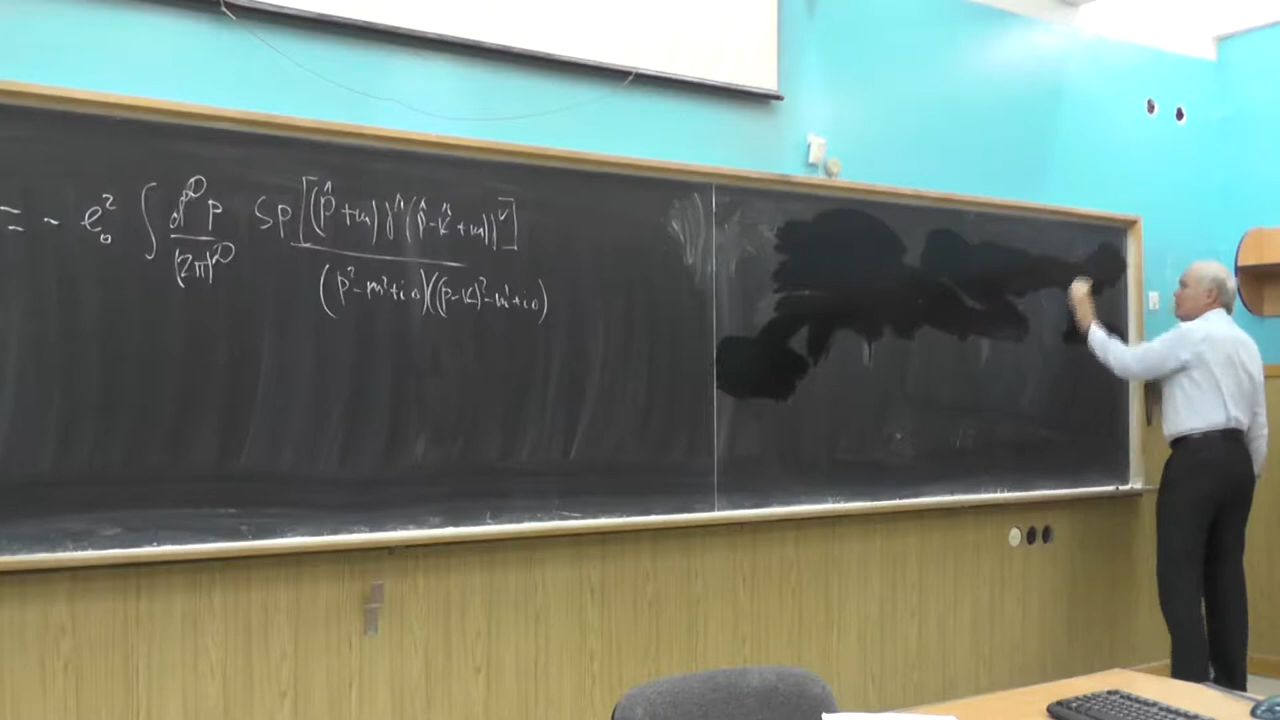 = - e₀² ∫ d^D p / (2π)^D Sp[(p̂+m)γ^μ(p̂-k̂+m)γ^ν] / (p²-m²+i0)((p-k)²-m²+i0)